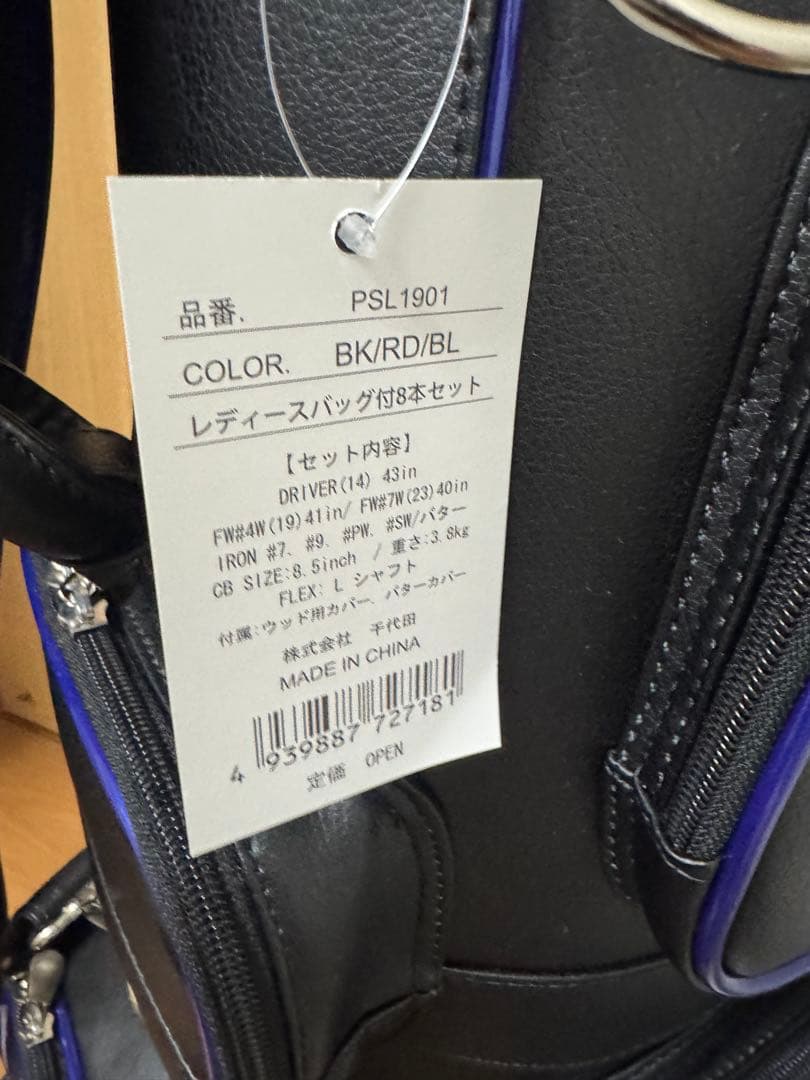 品番. PSL1901
COLOR. BK/RD/BL
レディースバッグ付8本セット
【セット内容】
DRIVER(14) 43in
FW#4W(19)41in/ FW#7W(23)40in
IRON #7. #9. #PW. #SW/パター
CB SIZE:8.5inch / 重さ:3.8kg
FLEX: L シャフト
付属:ウッド用カバー、パターカバー
株式会社 千代田
MADE IN CHINA
4 939887 727181
定価 OPEN